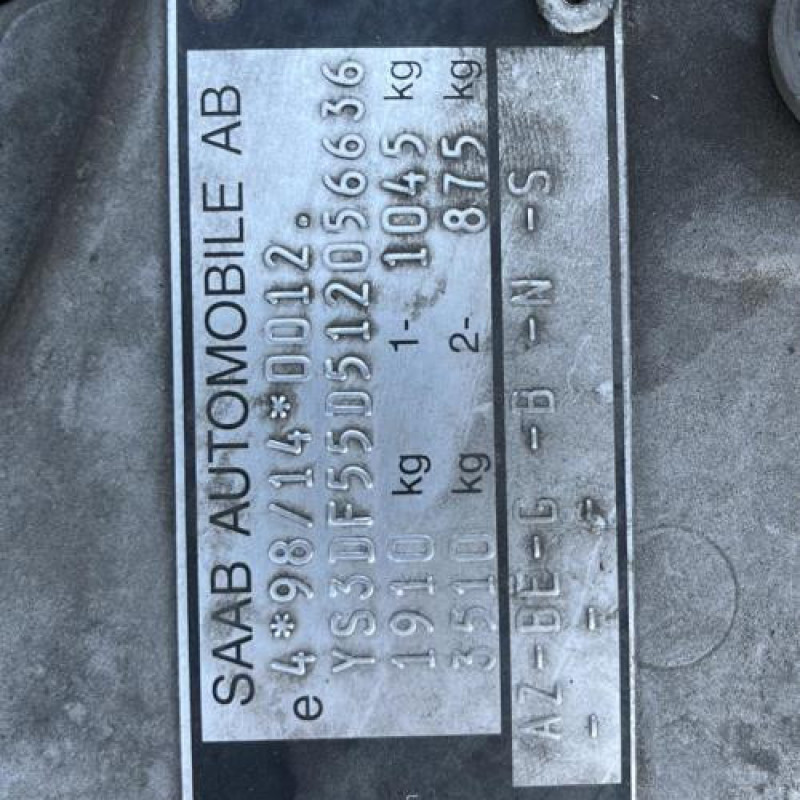 SAAB AUTOMOBILE AB
e 4*98/14*0012.
YS3DF55D512056636
1910 kg 1- 1045 kg
3510 kg 2- 875 kg
AZ-BE-G -B -N -S
- - -